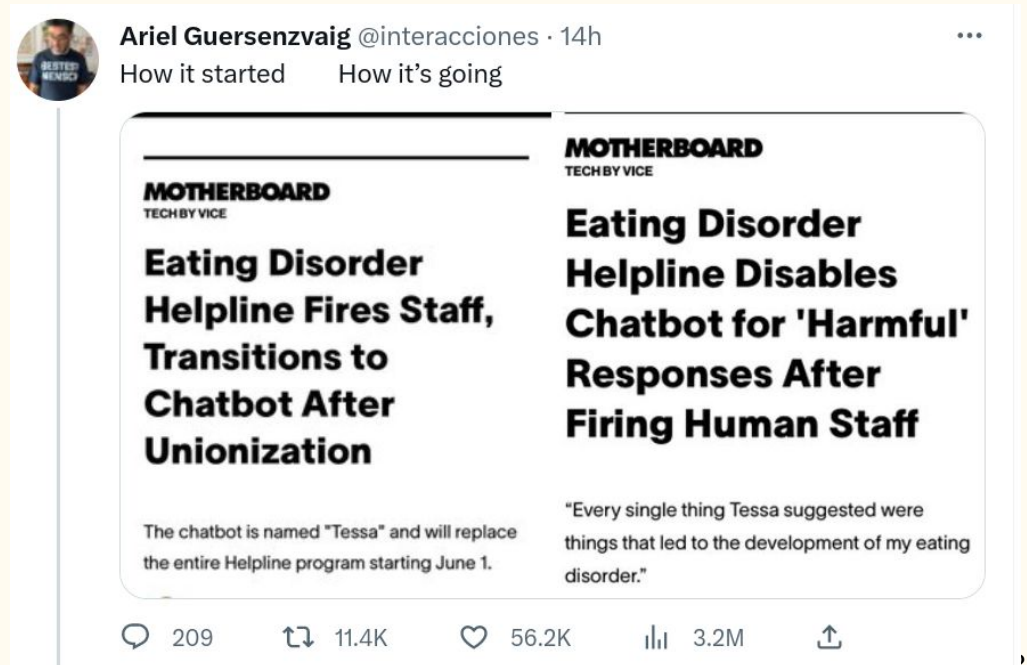 Ariel Guersenzvaig @interacciones · 14h
How it started How it’s going
BESTEST
MENSCH
MOTHERBOARD
TECH BY VICE
Eating Disorder
Helpline Fires Staff,
Transitions to
Chatbot After
Unionization
The chatbot is named "Tessa" and will replace
the entire Helpline program starting June 1.
MOTHERBOARD
TECH BY VICE
Eating Disorder
Helpline Disables
Chatbot for 'Harmful'
Responses After
Firing Human Staff
“Every single thing Tessa suggested were
things that led to the development of my eating
disorder.”
209 11.4K 56.2K 3.2M